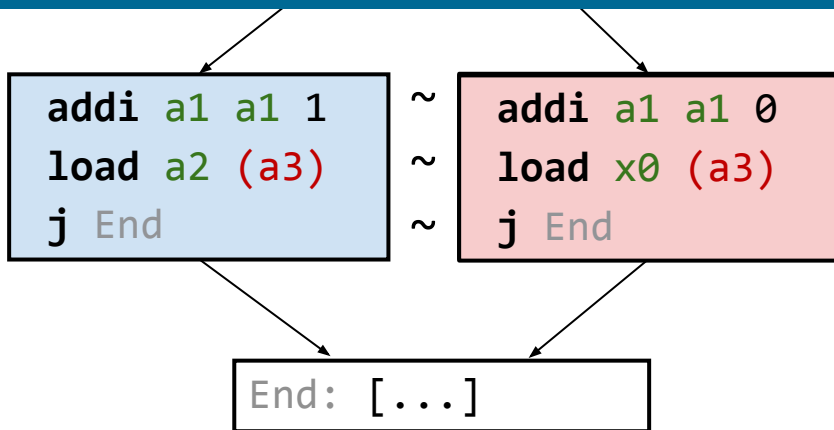 addi a1 a1 1 ~ addi a1 a1 0
load a2 (a3) ~ load x0 (a3)
j End ~ j End
End: [...]